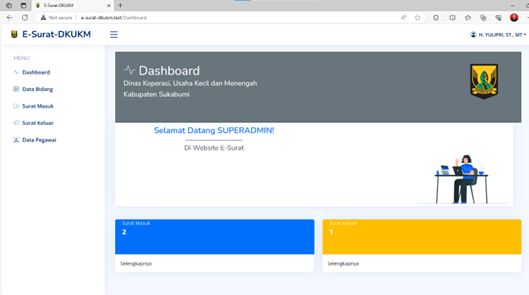 E-Surat-DKUKM
Not secure | e-surat-dkukm.test/Dashboard
E-Surat-DKUKM
H. YULIPRI, ST., MT
MENU
Dashboard
Data Bidang
Surat Masuk
Surat Keluar
Data Pegawai
Dashboard
Dinas Koperasi, Usaha Kecil dan Menengah
Kabupaten Sukabumi
Selamat Datang SUPERADMIN!
Di Website E-Surat
Surat Masuk
2
Selengkapnya
Surat Keluar
1
Selengkapnya